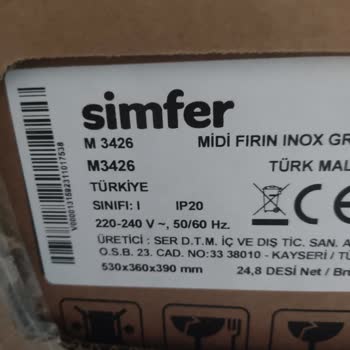 simfer
M 3426 MİDİ FIRIN INOX GR
M3426 TÜRK MAL
TÜRKİYE
SINIFI: I IP20
220-240 V ~, 50/60 Hz.
ÜRETİCİ : SER D.T.M. İÇ VE DIŞ TİC. SAN. A
O.S.B. 23. CAD. NO:33 38010 - KAYSERİ / TÜ
530x360x390 mm 24,8 DESİ Net / Brü